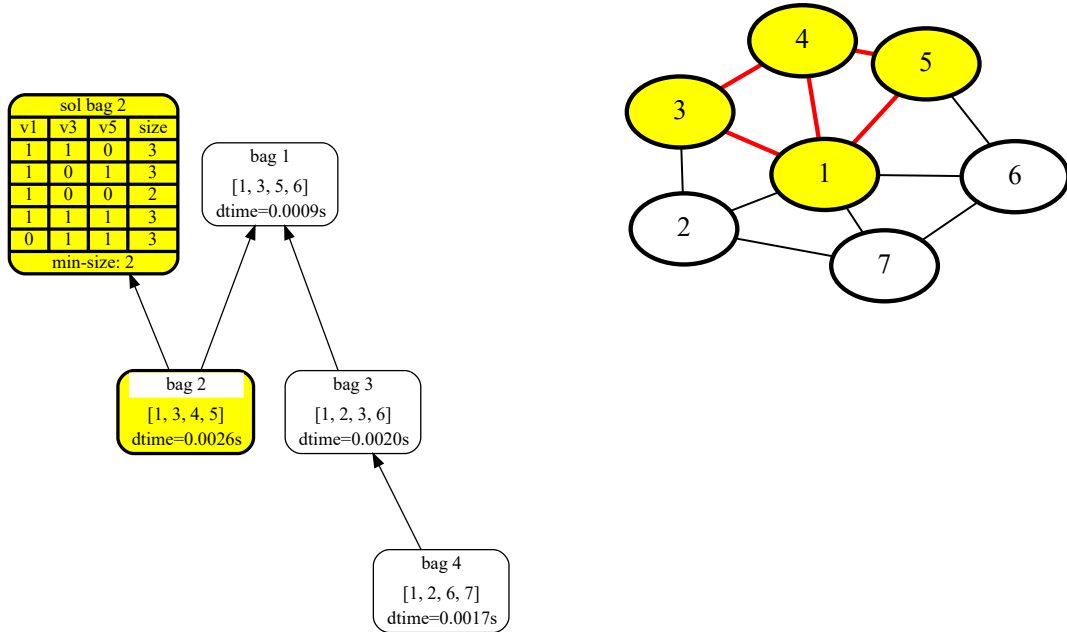 sol bag 2
v1 v3 v5 size
1 1 0 3
1 0 1 3
1 0 0 2
1 1 1 3
0 1 1 3
min-size: 2
bag 1
[1, 3, 5, 6]
dtime=0.0009s
bag 2
[1, 3, 4, 5]
dtime=0.0026s
bag 3
[1, 2, 3, 6]
dtime=0.0020s
bag 4
[1, 2, 6, 7]
dtime=0.0017s
4
5
3
1
6
2
7